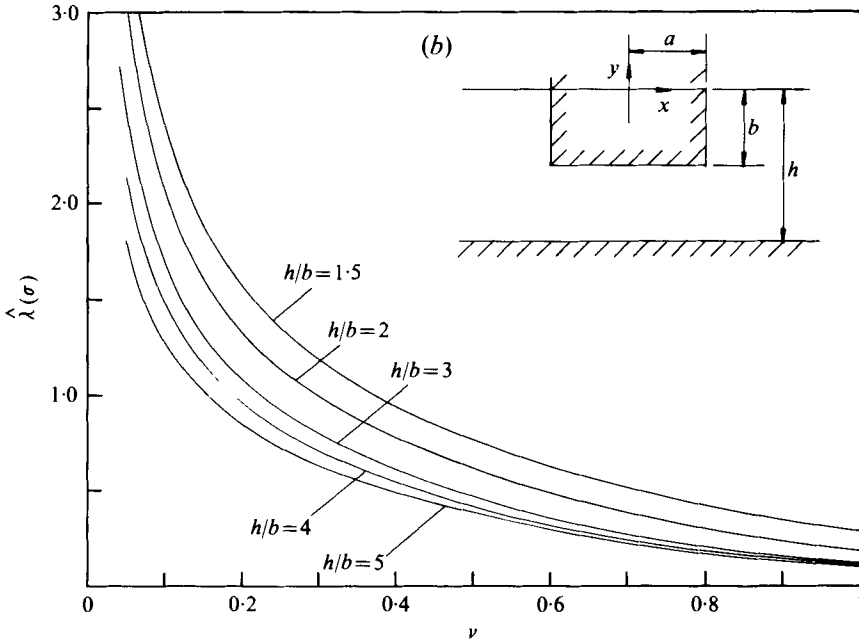 3·0
(b)
a
y
x
b
h
2·0
h/b=1·5
λ̂(σ)
h/b=2
h/b=3
1·0
h/b=4
h/b=5
0
0·2
0·4
0·6
0·8
ν